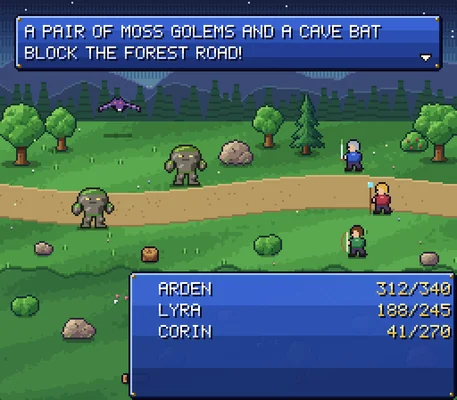 A PAIR OF MOSS GOLEMS AND A CAVE BAT
BLOCK THE FOREST ROAD!
ARDEN 312/340
LYRA 188/245
CORIN 41/270